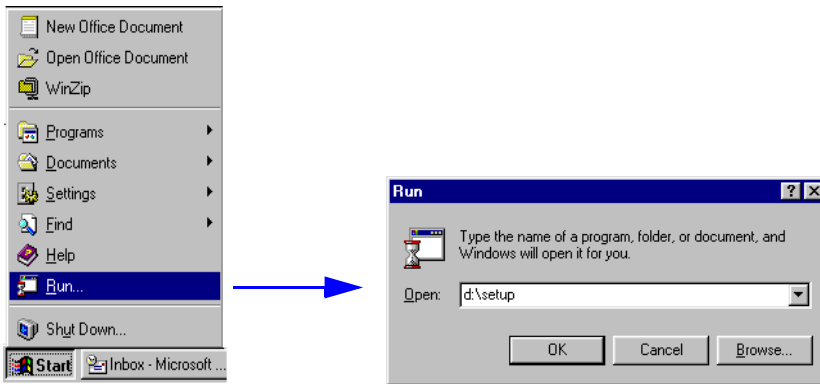 New Office Document
Open Office Document
WinZip
Programs
Documents
Settings
Find
Help
Run...
Shut Down...
Start
Inbox - Microsoft ...
Run
Type the name of a program, folder, or document, and
Windows will open it for you.
Open:
d:\setup
OK
Cancel
Browse...